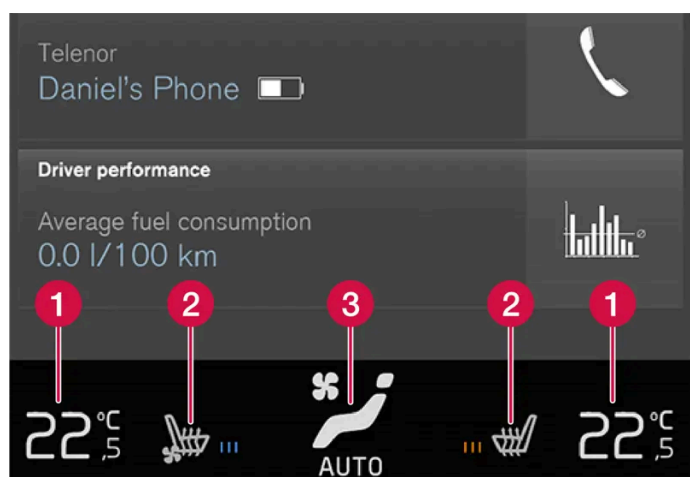 Telenor
Daniel's Phone
Driver performance
Average fuel consumption
0.0 l/100 km
1 2 3 2 1
22,5 °C 22,5 °C
AUTO